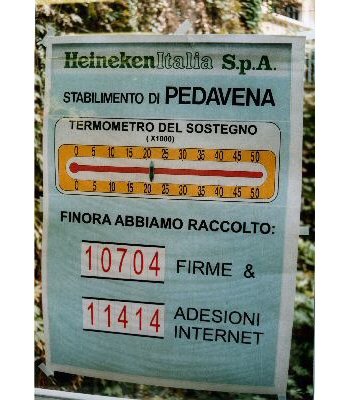 HeinekenItalia S.p.A.
STABILIMENTO DI PEDAVENA
TERMOMETRO DEL SOSTEGNO
(X1000)
0 5 10 15 20 25 30 35 40 45 50
0 5 10 15 20 25 30 35 40 45 50
FINORA ABBIAMO RACCOLTO:
10704 FIRME &
11414 ADESIONI
INTERNET